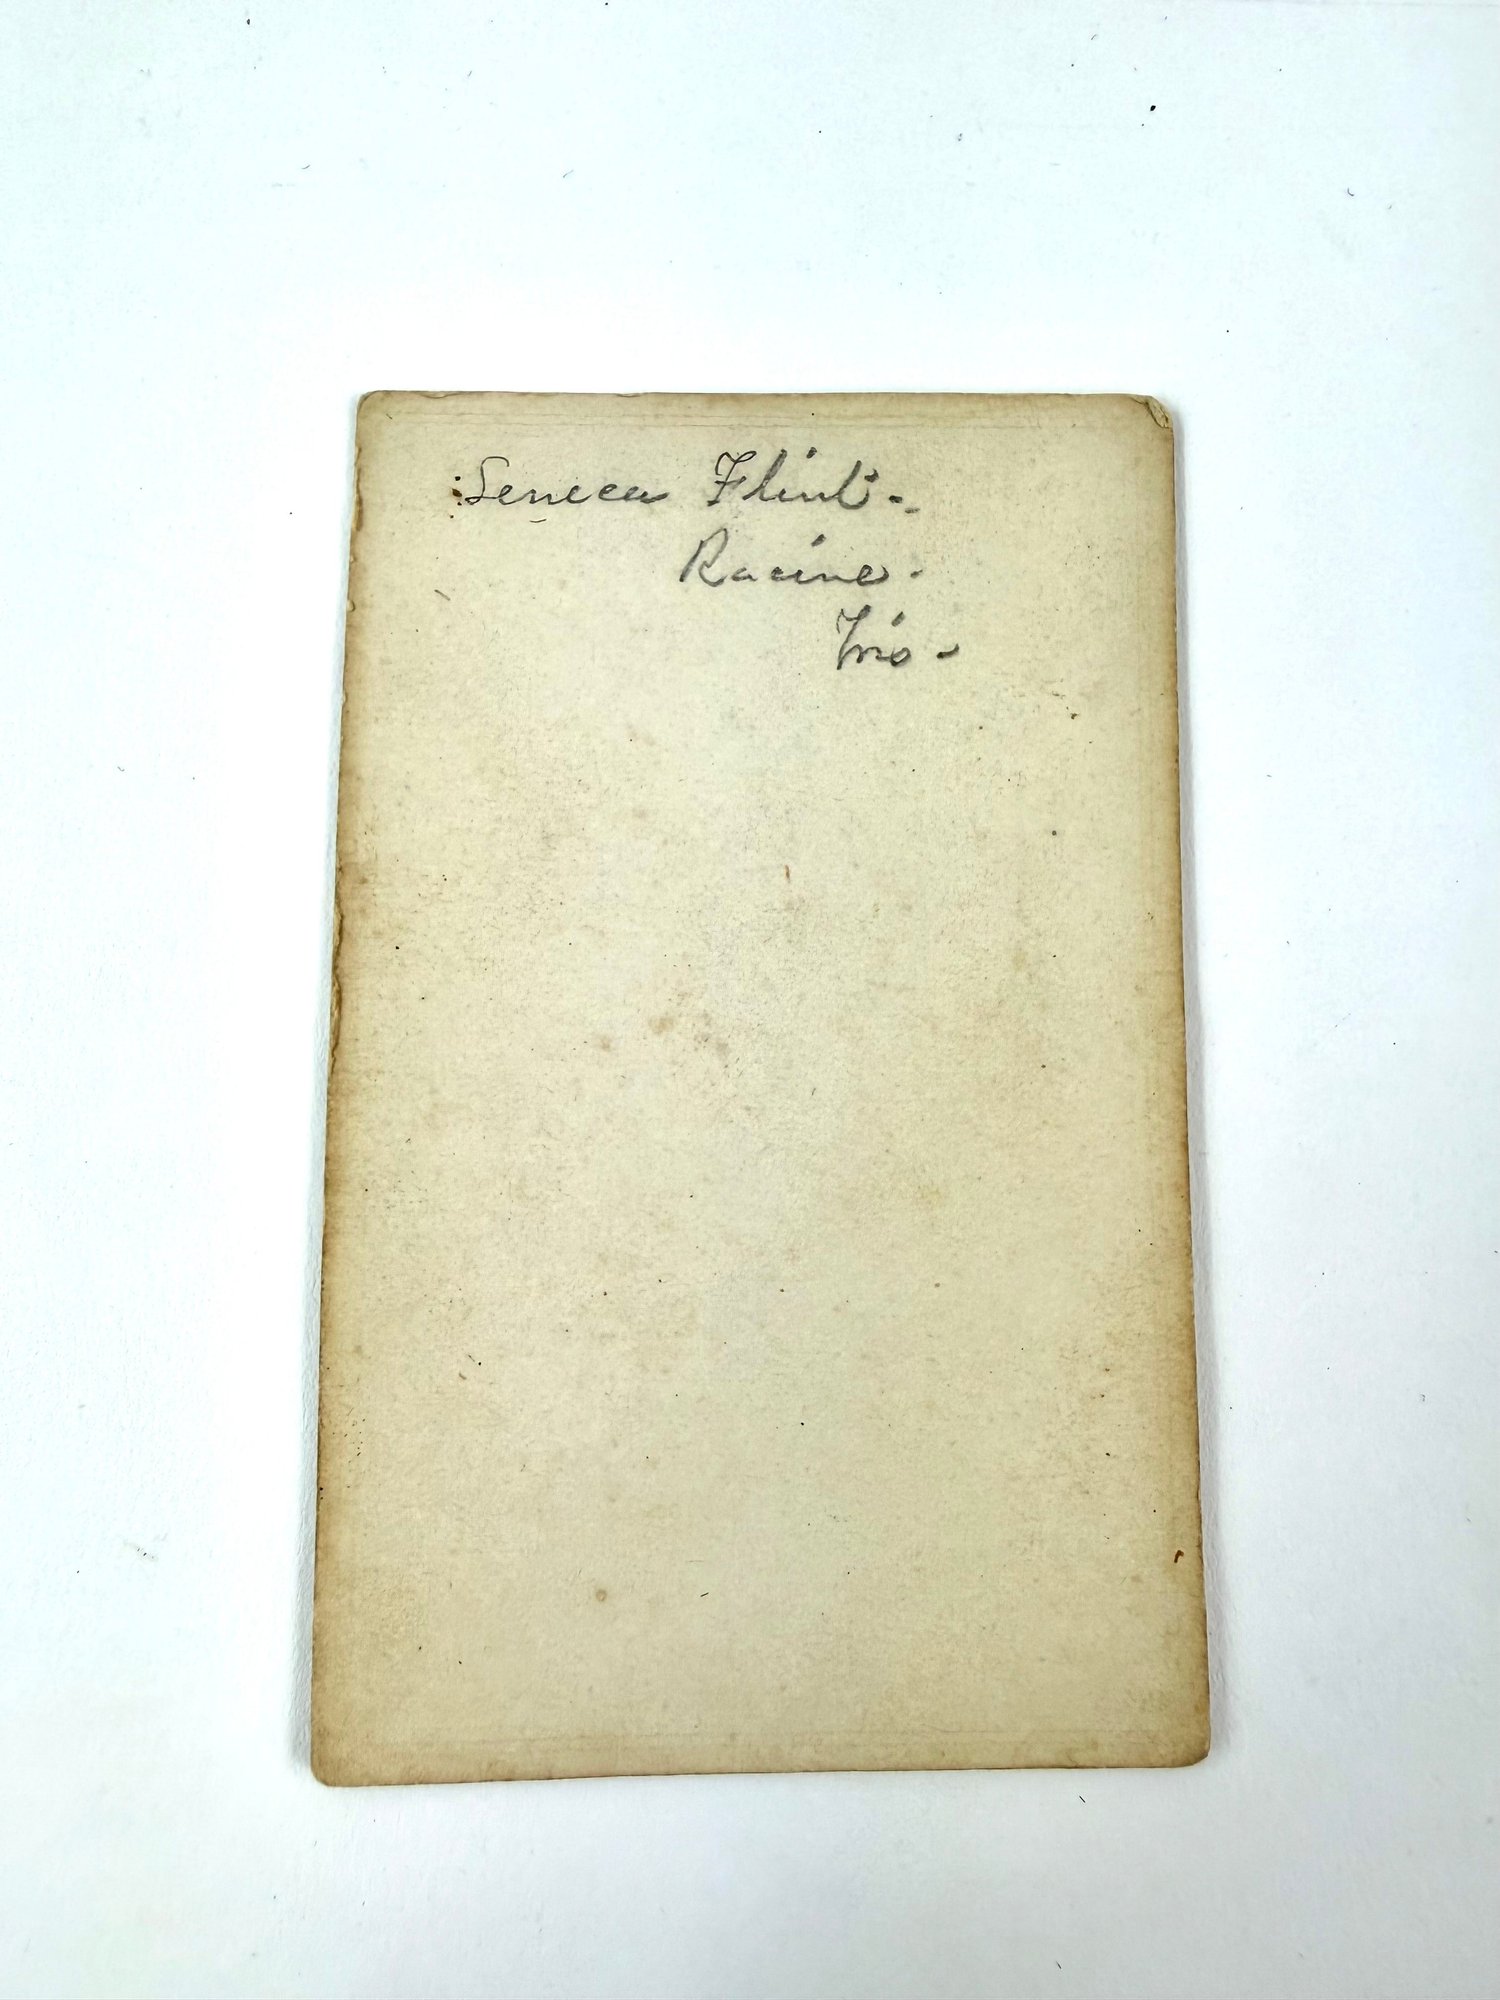 Seneca Flint -
Racine.
Wis -